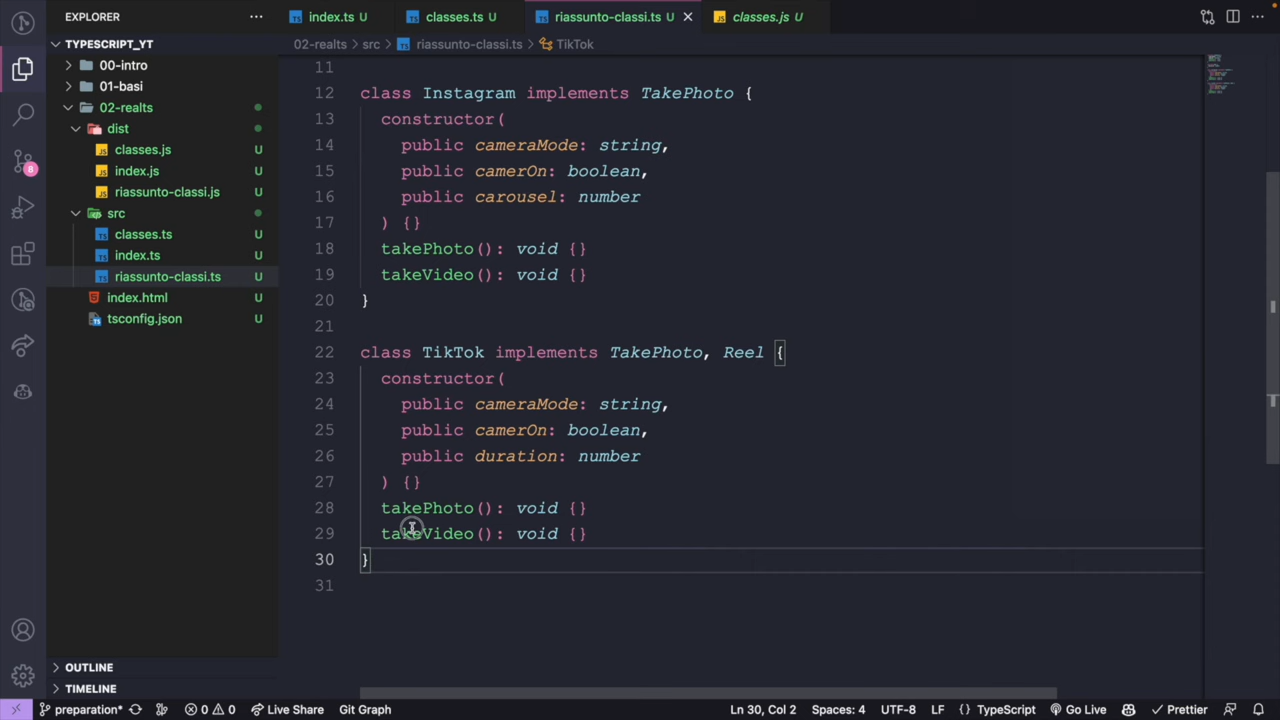 EXPLORER
index.ts U
classes.ts U
riassunto-classi.ts U
classes.js U
TYPESCRIPT_YT
02-realts > src > riassunto-classi.ts > TikTok
00-intro
01-basi
02-realts
dist
classes.js U
index.js U
riassunto-classi.js U
src
classes.ts U
index.ts U
riassunto-classi.ts U
index.html U
tsconfig.json U
8
OUTLINE
TIMELINE
11
12 class Instagram implements TakePhoto {
13 constructor(
14 public cameraMode: string,
15 public camerOn: boolean,
16 public carousel: number
17 ) {}
18 takePhoto(): void {}
19 takeVideo(): void {}
20 }
21
22 class TikTok implements TakePhoto, Reel {
23 constructor(
24 public cameraMode: string,
25 public camerOn: boolean,
26 public duration: number
27 ) {}
28 takePhoto(): void {}
29 takeVideo(): void {}
30 }
31
preparation* 0 0 Live Share Git Graph Ln 30, Col 2 Spaces: 4 UTF-8 LF {} TypeScript Go Live Prettier